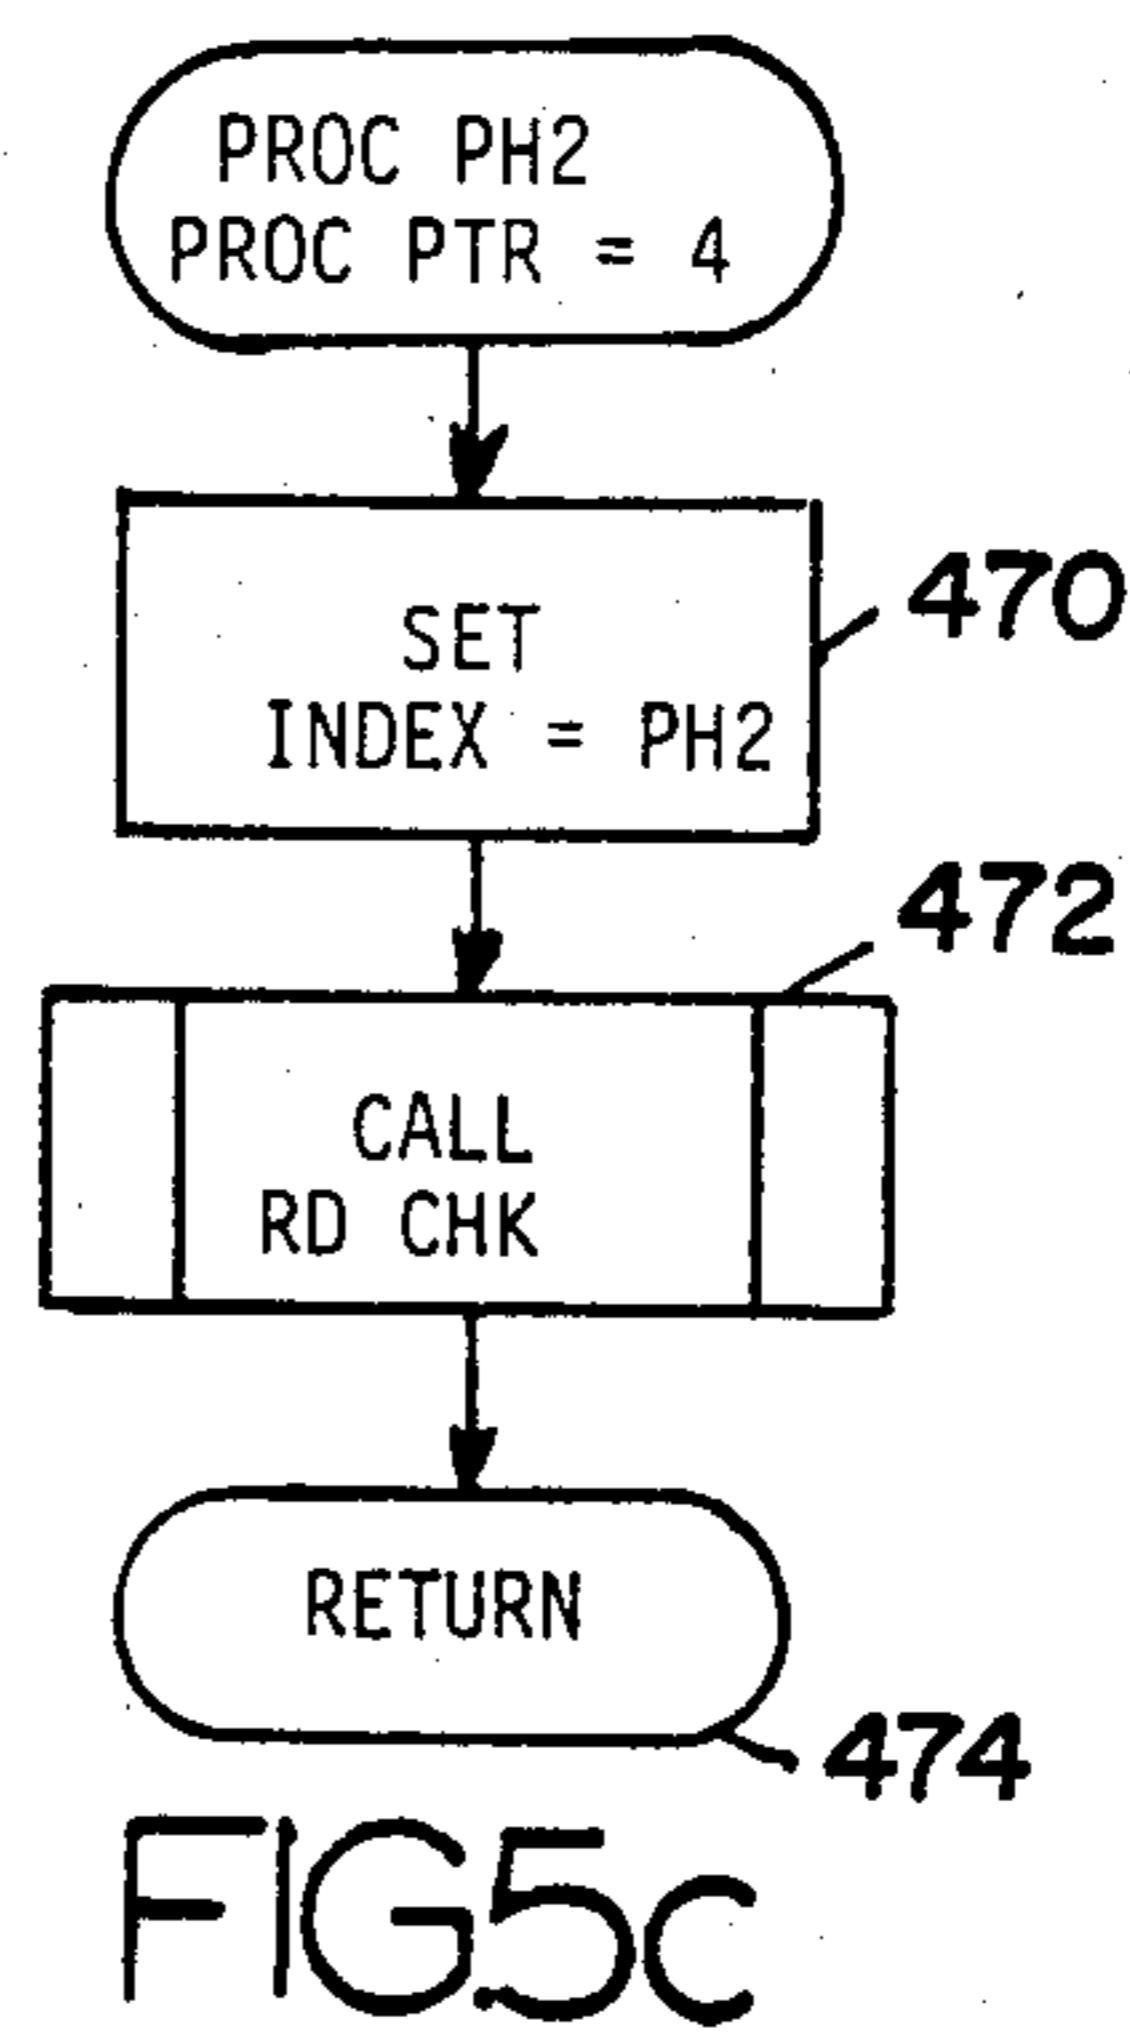 PROC PH2
PROC PTR = 4
SET
INDEX = PH2
470
472
CALL
RD CHK
RETURN
474
FIG.5c